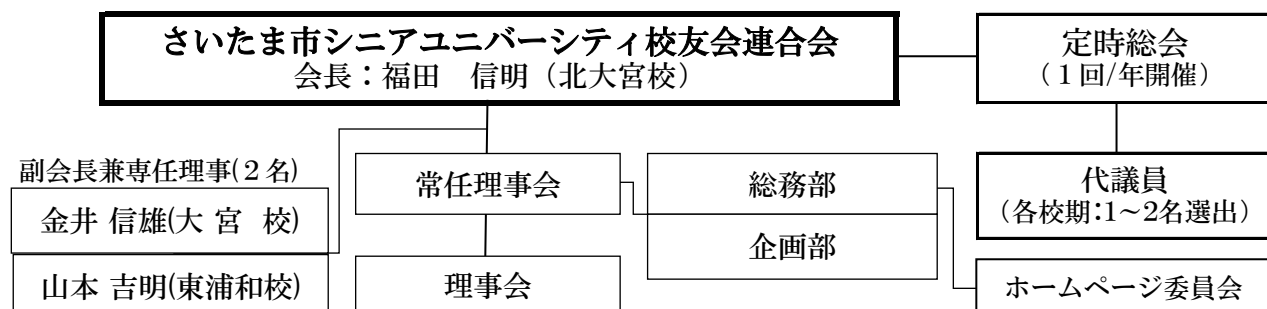 さいたま市シニアユニバーシティ校友会連合会
会長：福田　信明（北大宮校）
定時総会
（１回/年開催）
副会長兼専任理事(２名)
金井 信雄(大 宮 校)
山本 吉明(東浦和校)
常任理事会
理事会
総務部
企画部
代議員
（各校期:1～2名選出）
ホームページ委員会